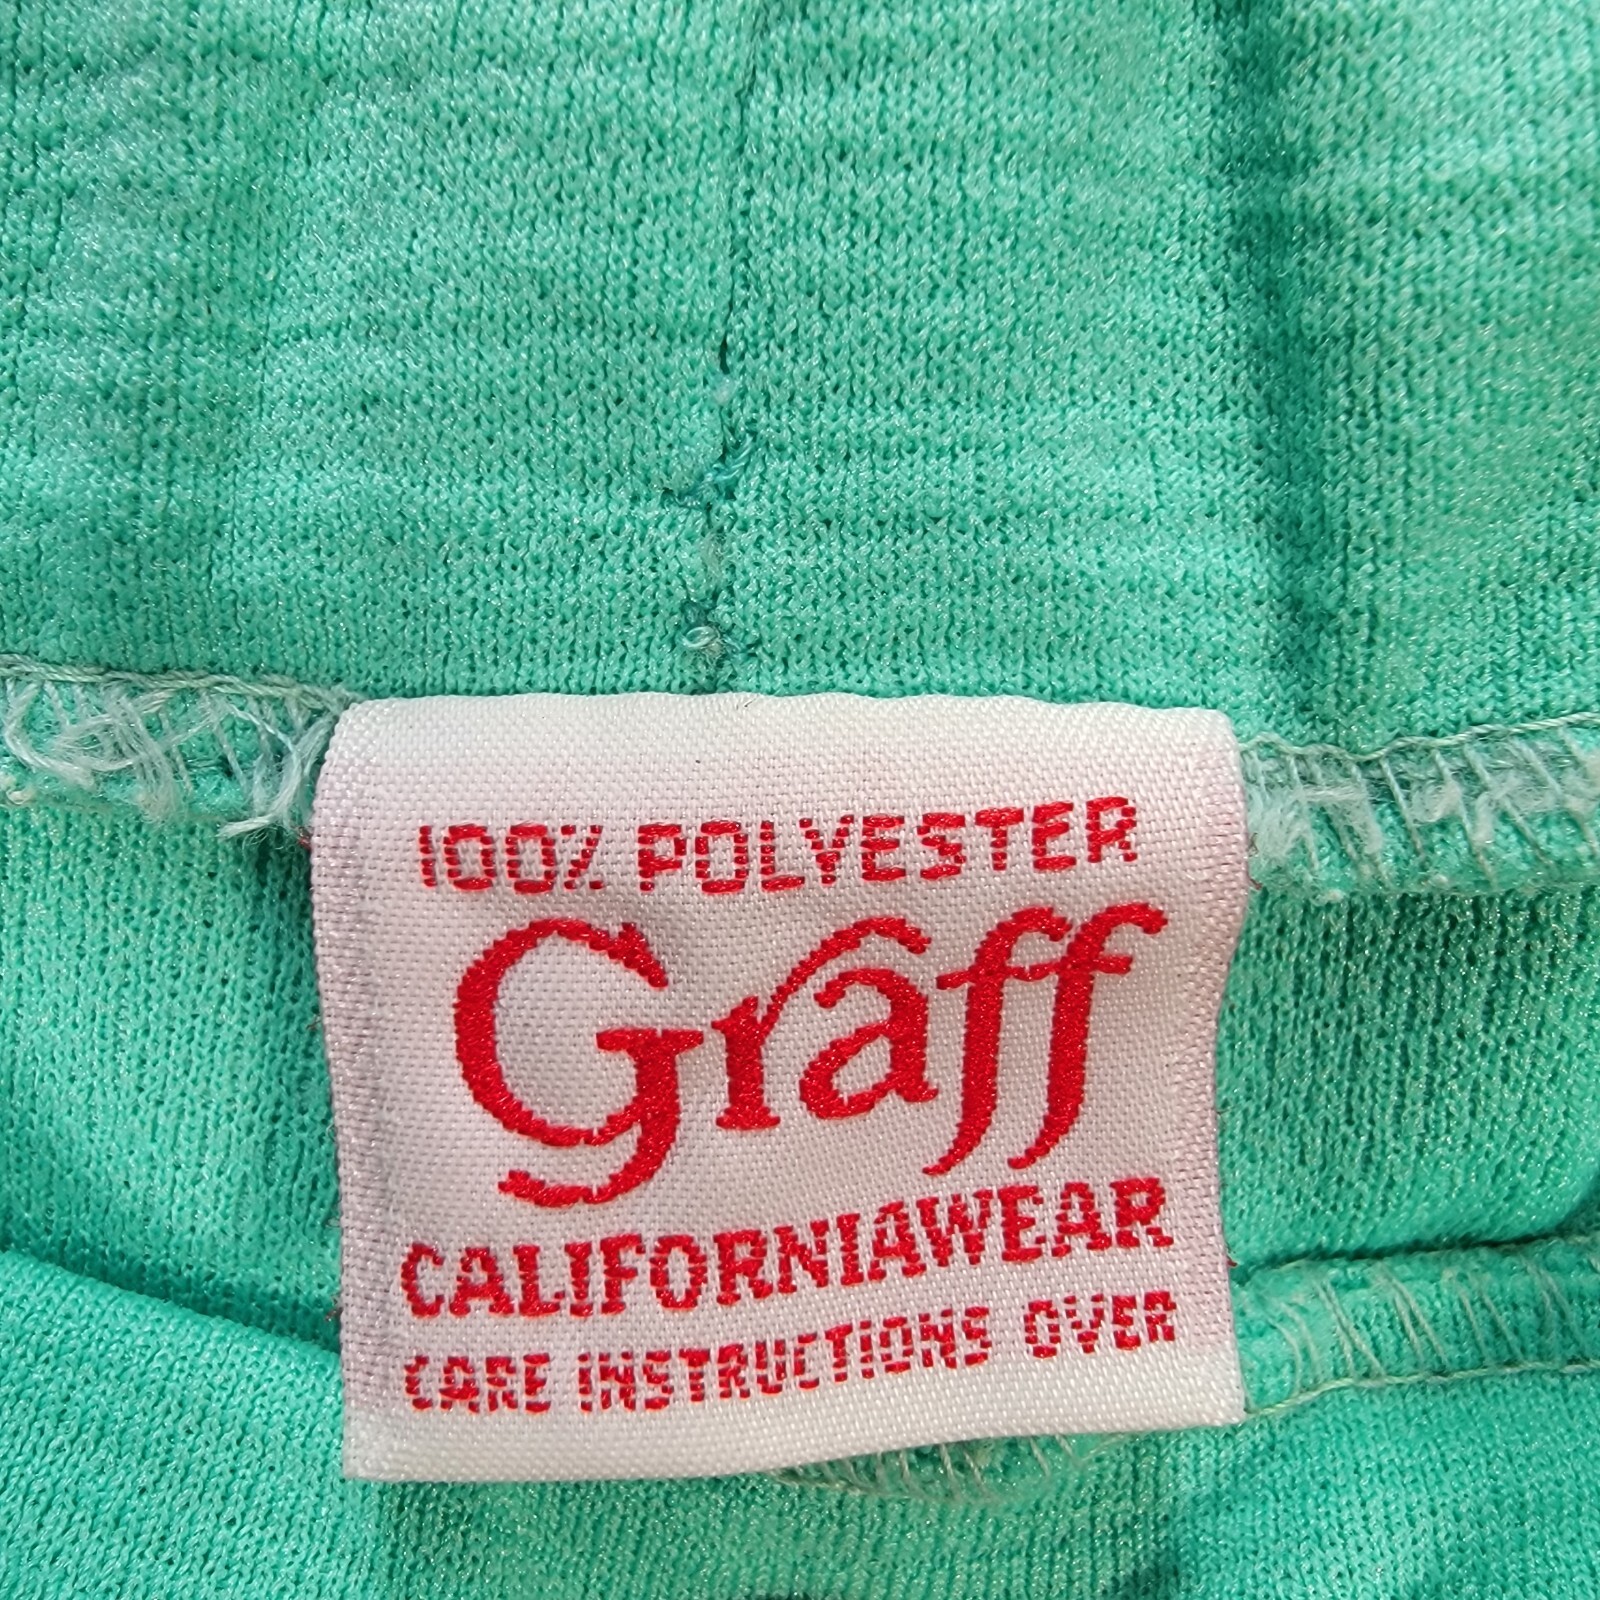 100% POLYESTER
Graff
CALIFORNIAWEAR
CARE INSTRUCTIONS OVER